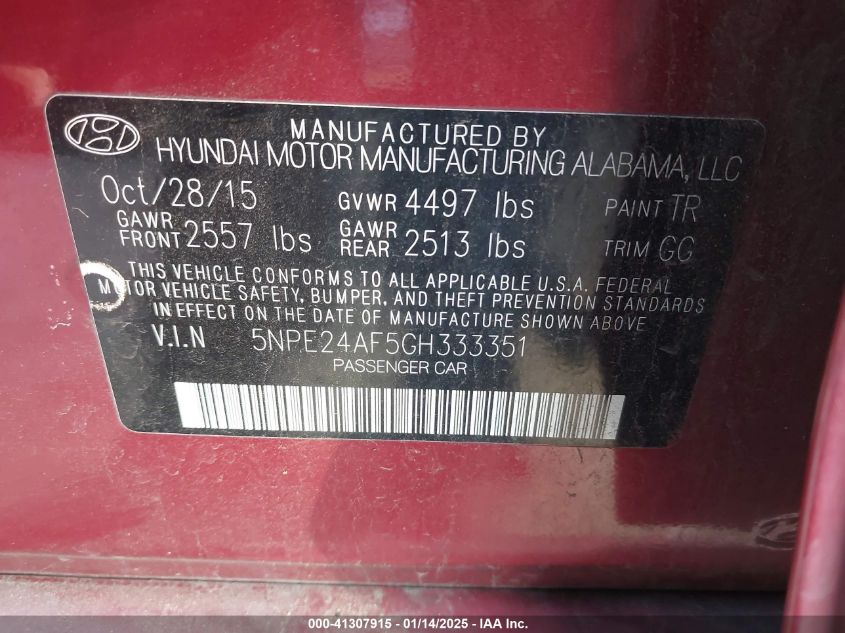 MANUFACTURED BY
HYUNDAI MOTOR MANUFACTURING ALABAMA, LLC
Oct/28/15 GVWR 4497 lbs PAINT TR
GAWR FRONT 2557 lbs GAWR REAR 2513 lbs TRIM GG
THIS VEHICLE CONFORMS TO ALL APPLICABLE U.S.A. FEDERAL
MOTOR VEHICLE SAFETY, BUMPER, AND THEFT PREVENTION STANDARDS
IN EFFECT ON THE DATE OF MANUFACTURE SHOWN ABOVE
V.I.N 5NPE24AF5GH333351
PASSENGER CAR
000-41307915 - 01/14/2025 - IAA Inc.